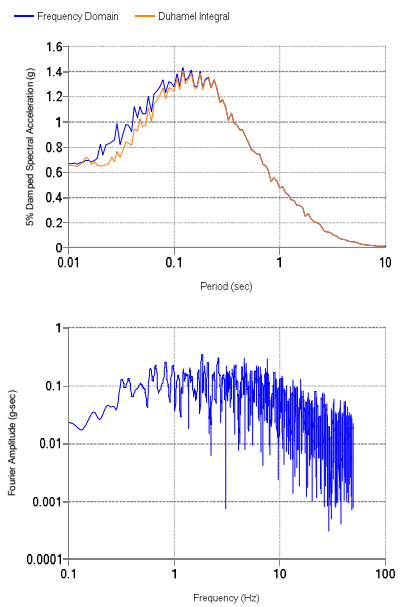 Frequency Domain Duhamel Integral
5% Damped Spectral Acceleration (g)
1.6
1.4
1.2
1
0.8
0.6
0.4
0.2
0
0.01 0.1 1 10
Period (sec)
Fourier Amplitude (g-sec)
1
0.1
0.01
0.001
0.0001
0.1 1 10 100
Frequency (Hz)